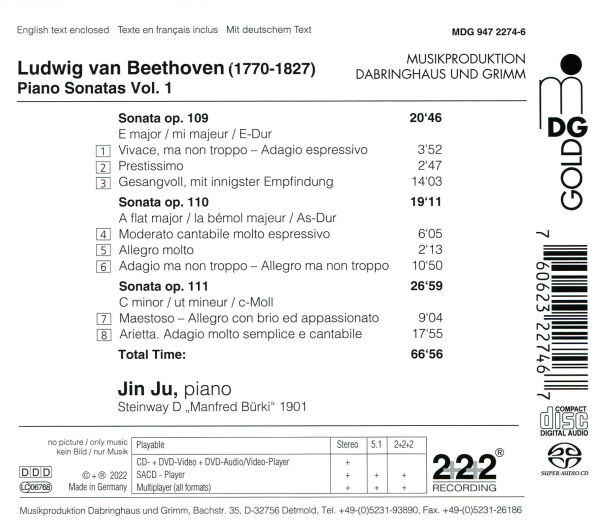 English text enclosed Texte en français inclus Mit deutschem Text
MDG 947 2274-6
Ludwig van Beethoven (1770-1827)
Piano Sonatas Vol. 1
MUSIKPRODUKTION
DABRINGHAUS UND GRIMM
mDG
GOLD
Sonata op. 109 20‘46
E major / mi majeur / E-Dur
1 Vivace, ma non troppo – Adagio espressivo 3‘52
2 Prestissimo 2‘47
3 Gesangvoll, mit innigster Empfindung 14‘03
Sonata op. 110 19‘11
A flat major / la bémol majeur / As-Dur
4 Moderato cantabile molto espressivo 6‘05
5 Allegro molto 2‘13
6 Adagio ma non troppo – Allegro ma non troppo 10‘50
Sonata op. 111 26‘59
C minor / ut mineur / c-Moll
7 Maestoso – Allegro con brio ed appassionato 9‘04
8 Arietta. Adagio molto semplice e cantabile 17‘55
Total Time: 66‘56
Jin Ju, piano
Steinway D „Manfred Bürki“ 1901
7 60623 22746 7
COMPACT
disc
DIGITAL AUDIO
SUPER AUDIO CD
no picture / only music
kein Bild / nur Musik
DDD
LC06768
© + ℗ 2022
Made in Germany
Playable Stereo 5.1 2+2+2
CD- + DVD-Video + DVD-Audio/Video-Player +
SACD - Player + + +
Multiplayer (all formats) + + +
2+2+2®
RECORDING
Musikproduktion Dabringhaus und Grimm, Bachstr. 35, D-32756 Detmold, Tel. +49-(0)5231-93890, Fax. +49-(0)5231-26186